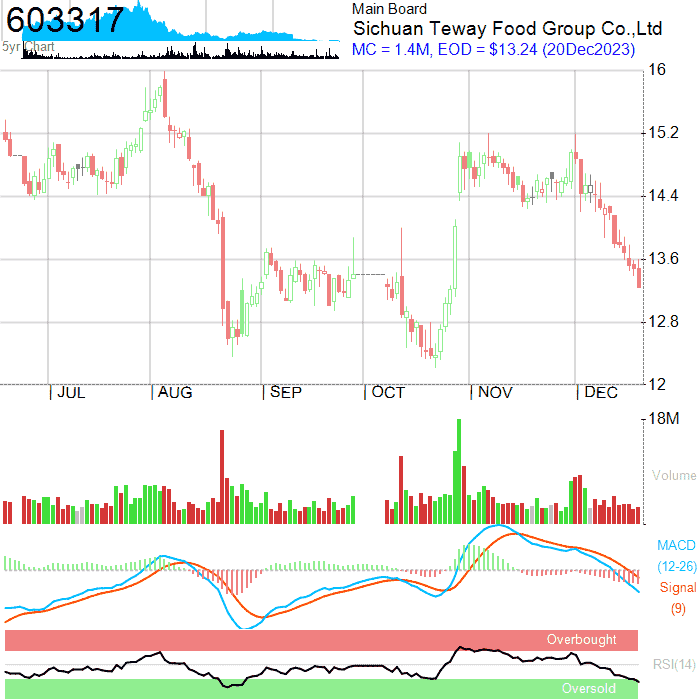 603317
Main Board
Sichuan Teway Food Group Co.,Ltd
5yr Chart
MC = 1.4M, EOD = $13.24 (20Dec2023)
16
15.2
14.4
13.6
12.8
12
JUL AUG SEP OCT NOV DEC
18M
Volume
MACD
(12-26)
Signal
(9)
Overbought
RSI(14)
Oversold